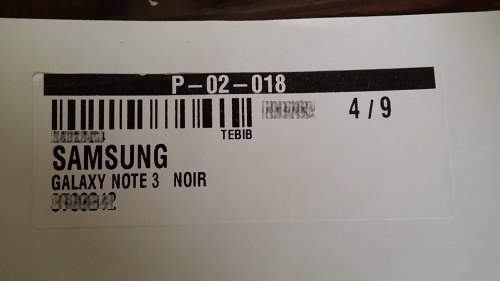 P-02-018
4/9
TEBIB
SAMSUNG
GALAXY NOTE 3 NOIR